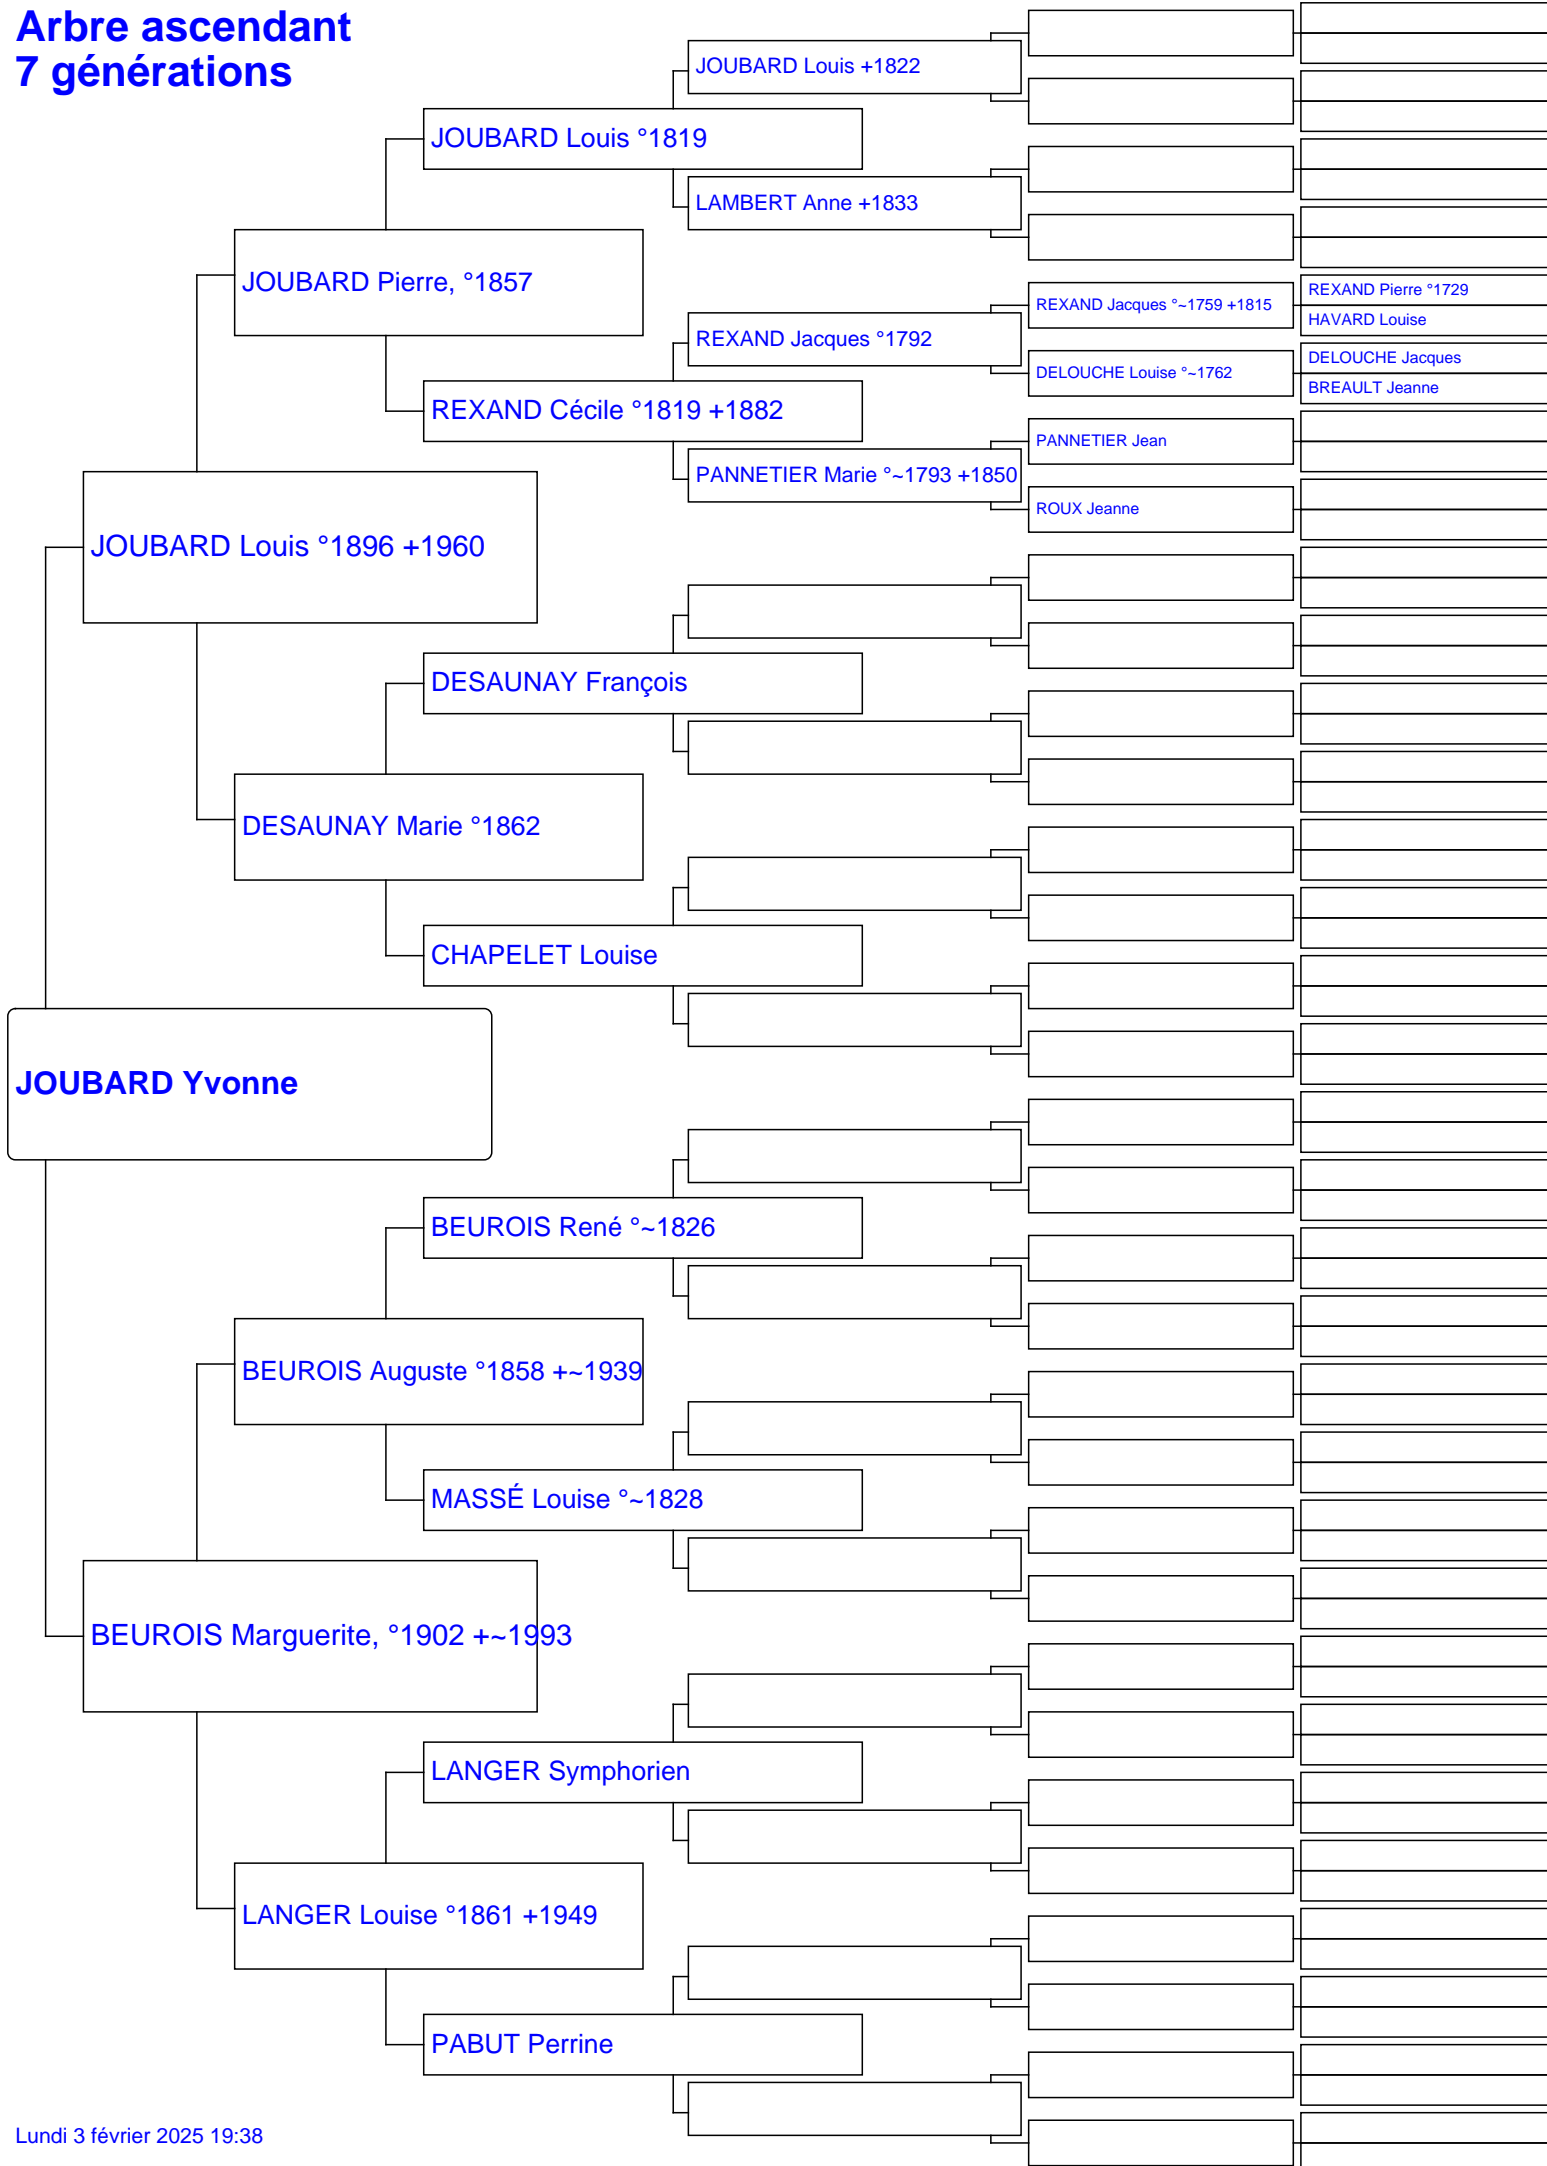 Arbre ascendant
7 générations
JOUBARD Louis +1822
JOUBARD Louis °1819
LAMBERT Anne +1833
JOUBARD Pierre, °1857
REXAND Pierre °1729
REXAND Jacques °~1759 +1815
HAVARD Louise
REXAND Jacques °1792
DELOUCHE Jacques
DELOUCHE Louise °~1762
BREAULT Jeanne
REXAND Cécile °1819 +1882
PANNETIER Jean
PANNETIER Marie °~1793 +1850
ROUX Jeanne
JOUBARD Louis °1896 +1960
DESAUNAY François
DESAUNAY Marie °1862
CHAPELET Louise
JOUBARD Yvonne
BEUROIS René °~1826
BEUROIS Auguste °1858 +~1939
MASSÉ Louise °~1828
BEUROIS Marguerite, °1902 +~1993
LANGER Symphorien
LANGER Louise °1861 +1949
PABUT Perrine
Lundi 3 février 2025 19:38